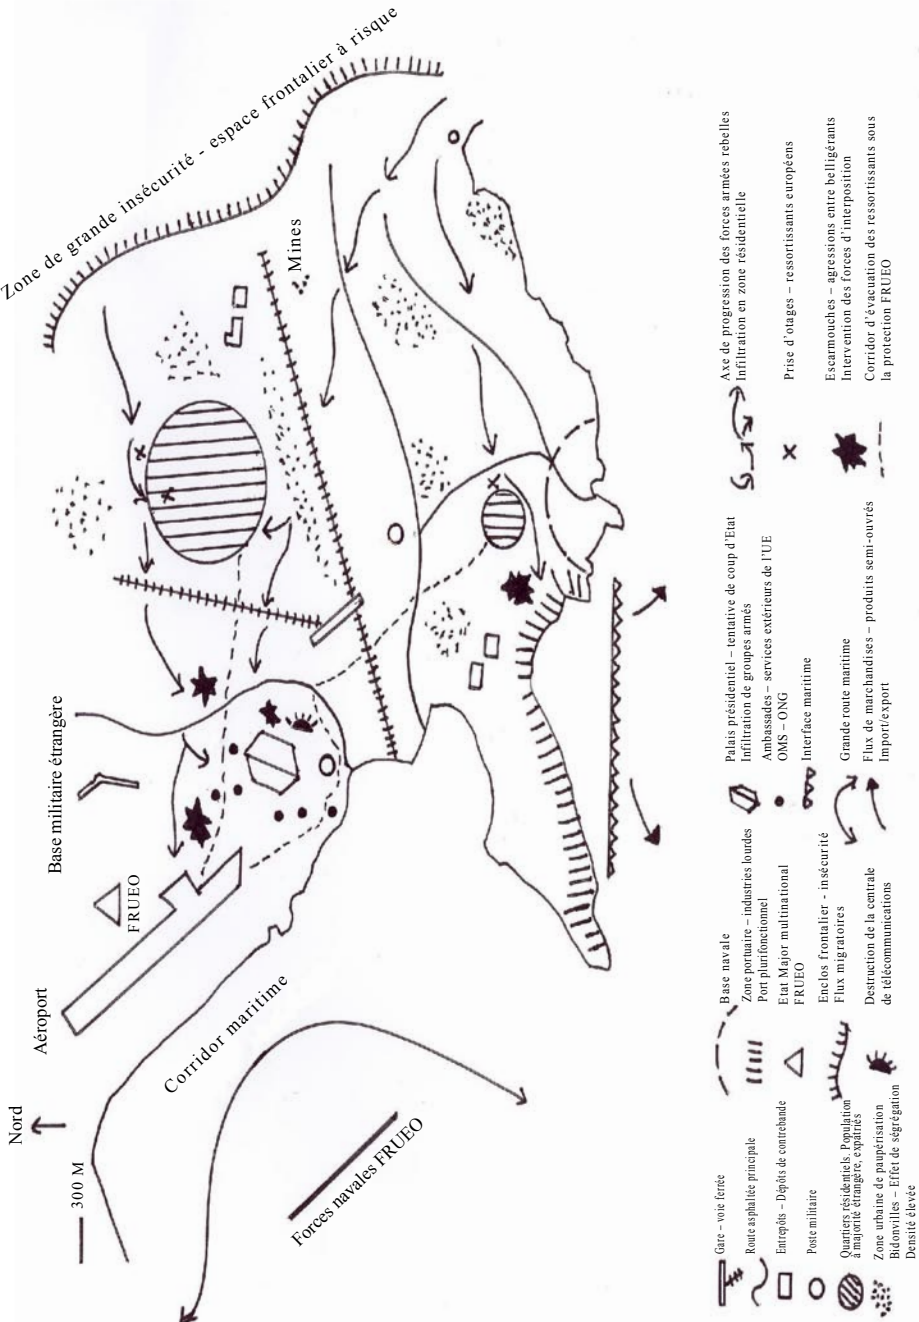 Zone de grande insécurité - espace frontalier à risque
Mines
Base militaire étrangère
FRUEO
Aéroport
Nord
300 M
Corridor maritime
Forces navales FRUEO
Gare – voie ferrée
Route asphaltée principale
Entrepôts – Dépôts de contrebande
Poste militaire
Quartiers résidentiels. Population
à majorité étrangère, expatriés
Zone urbaine de paupérisation
Bidonvilles – Effet de ségrégation
Densité élevée
Base navale
Zone portuaire – industries lourdes
Port plurifonctionnel
Etat Major multinational
FRUEO
Enclos frontalier - insécurité
Flux migratoires
Destruction de la centrale
de télécommunications
Palais présidentiel – tentative de coup d'Etat
Infiltration de groupes armés
Ambassades – services extérieurs de l'UE
OMS – ONG
Interface maritime
Grande route maritime
Flux de marchandises – produits semi-ouvrés
Import/export
Axe de progression des forces armées rebelles
Infiltration en zone résidentielle
Prise d'otages – ressortissants européens
Escarmouches – agressions entre belligérants
Intervention des forces d'interposition
Corridor d'évacuation des ressortissants sous
la protection FRUEO